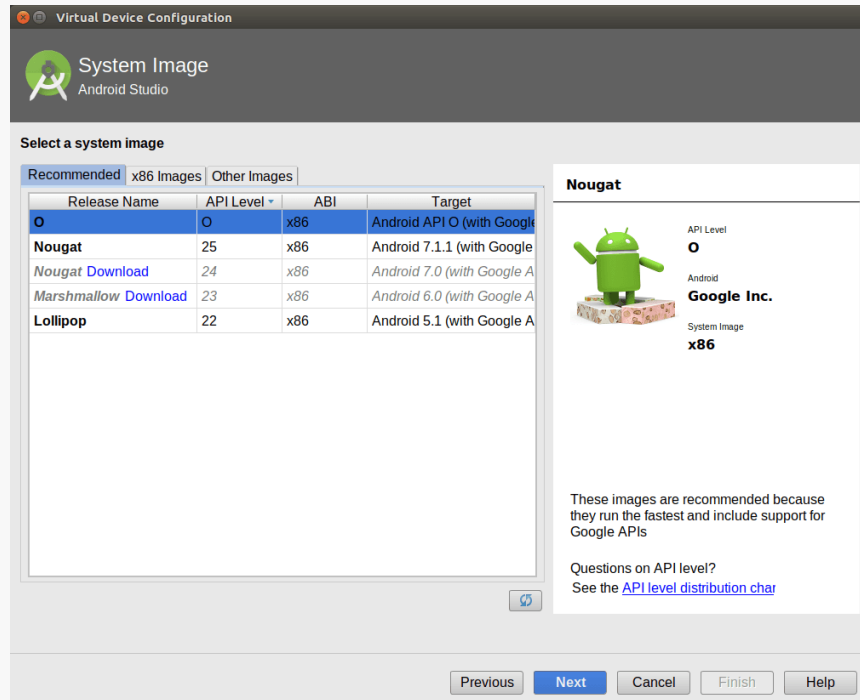 Virtual Device Configuration
System Image
Android Studio
Select a system image
Recommended x86 Images Other Images
Release Name API Level ABI Target
O O x86 Android API O (with Google
Nougat 25 x86 Android 7.1.1 (with Google
Nougat Download 24 x86 Android 7.0 (with Google A
Marshmallow Download 23 x86 Android 6.0 (with Google A
Lollipop 22 x86 Android 5.1 (with Google A
Nougat
API Level
O
Android
Google Inc.
System Image
x86
These images are recommended because
they run the fastest and include support for
Google APIs
Questions on API level?
See the API level distribution char
Previous Next Cancel Finish Help